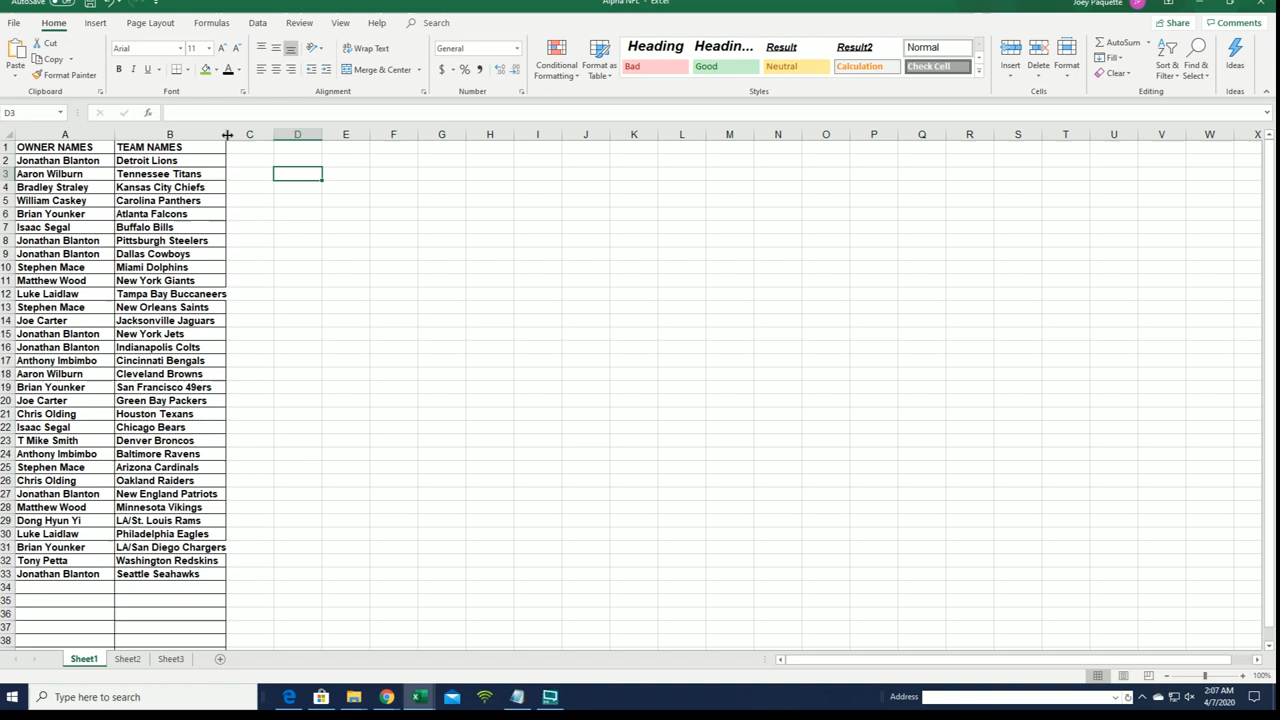 AutoSave Off Alpha NFL - Excel Joey Paquette JP
File Home Insert Page Layout Formulas Data Review View Help Search Share Comments
Paste Cut Copy Format Painter Clipboard
Arial 11 A A B I U A Font
Wrap Text Merge & Center Alignment
General $ % , Number
Conditional Formatting Format as Table
Heading Headin... Result Result2 Normal
Bad Good Neutral Calculation Check Cell
Styles
Insert Delete Format Cells
AutoSum Fill Clear Sort & Filter Find & Select Editing
Ideas Ideas
D3 fx
A B C D E F G H I J K L M N O P Q R S T U V W X
1 OWNER NAMES TEAM NAMES
2 Jonathan Blanton Detroit Lions
3 Aaron Wilburn Tennessee Titans
4 Bradley Straley Kansas City Chiefs
5 William Caskey Carolina Panthers
6 Brian Younker Atlanta Falcons
7 Isaac Segal Buffalo Bills
8 Jonathan Blanton Pittsburgh Steelers
9 Jonathan Blanton Dallas Cowboys
10 Stephen Mace Miami Dolphins
11 Matthew Wood New York Giants
12 Luke Laidlaw Tampa Bay Buccaneers
13 Stephen Mace New Orleans Saints
14 Joe Carter Jacksonville Jaguars
15 Jonathan Blanton New York Jets
16 Jonathan Blanton Indianapolis Colts
17 Anthony Imbimbo Cincinnati Bengals
18 Aaron Wilburn Cleveland Browns
19 Brian Younker San Francisco 49ers
20 Joe Carter Green Bay Packers
21 Chris Olding Houston Texans
22 Isaac Segal Chicago Bears
23 T Mike Smith Denver Broncos
24 Anthony Imbimbo Baltimore Ravens
25 Stephen Mace Arizona Cardinals
26 Chris Olding Oakland Raiders
27 Jonathan Blanton New England Patriots
28 Matthew Wood Minnesota Vikings
29 Dong Hyun Yi LA/St. Louis Rams
30 Luke Laidlaw Philadelphia Eagles
31 Brian Younker LA/San Diego Chargers
32 Tony Petta Washington Redskins
33 Jonathan Blanton Seattle Seahawks
34
35
36
37
38
Sheet1 Sheet2 Sheet3
100%
Type here to search Address 2:07 AM
4/7/2020